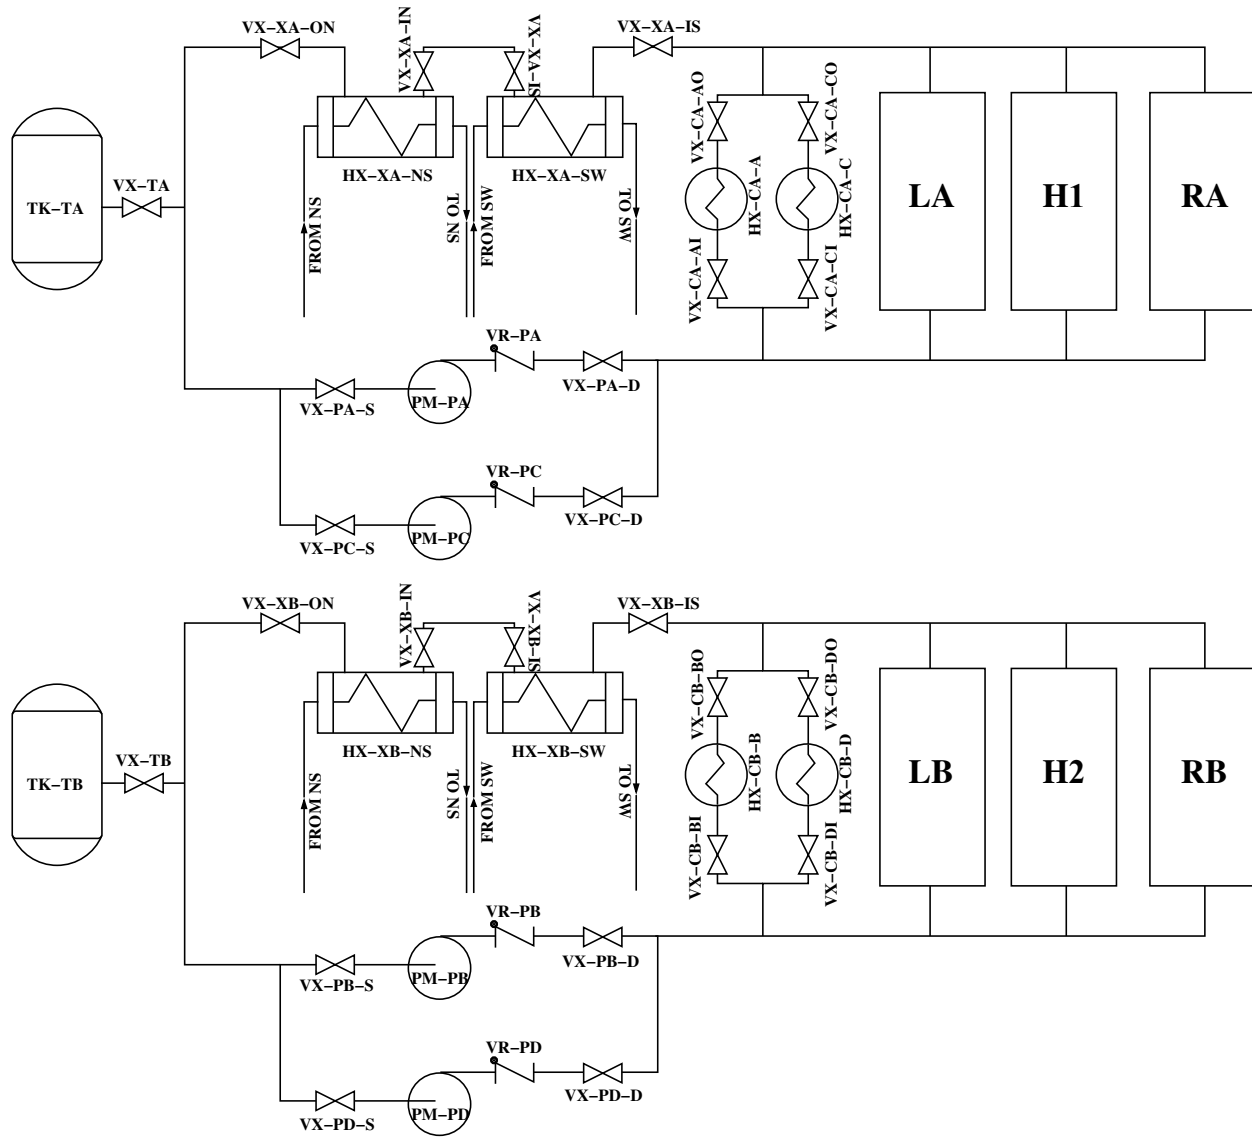 VX-XA-ON
VX-XA-IN
VX-XA-IS
VX-XA-IS
VX-CA-AO
VX-CA-CO
TK-TA
VX-TA
HX-XA-NS
HX-XA-SW
FROM NS
TO NS
FROM SW
TO SW
HX-CA-A
HX-CA-C
VX-CA-AI
VX-CA-CI
LA
H1
RA
VR-PA
VX-PA-S
PM-PA
VX-PA-D
VR-PC
VX-PC-S
PM-PC
VX-PC-D
VX-XB-ON
VX-XB-IN
VX-XB-IS
VX-XB-IS
VX-CB-BO
VX-CB-DO
TK-TB
VX-TB
HX-XB-NS
HX-XB-SW
FROM NS
TO NS
FROM SW
TO SW
HX-CB-B
HX-CB-D
VX-CB-BI
VX-CB-DI
LB
H2
RB
VR-PB
VX-PB-S
PM-PB
VX-PB-D
VR-PD
VX-PD-S
PM-PD
VX-PD-D